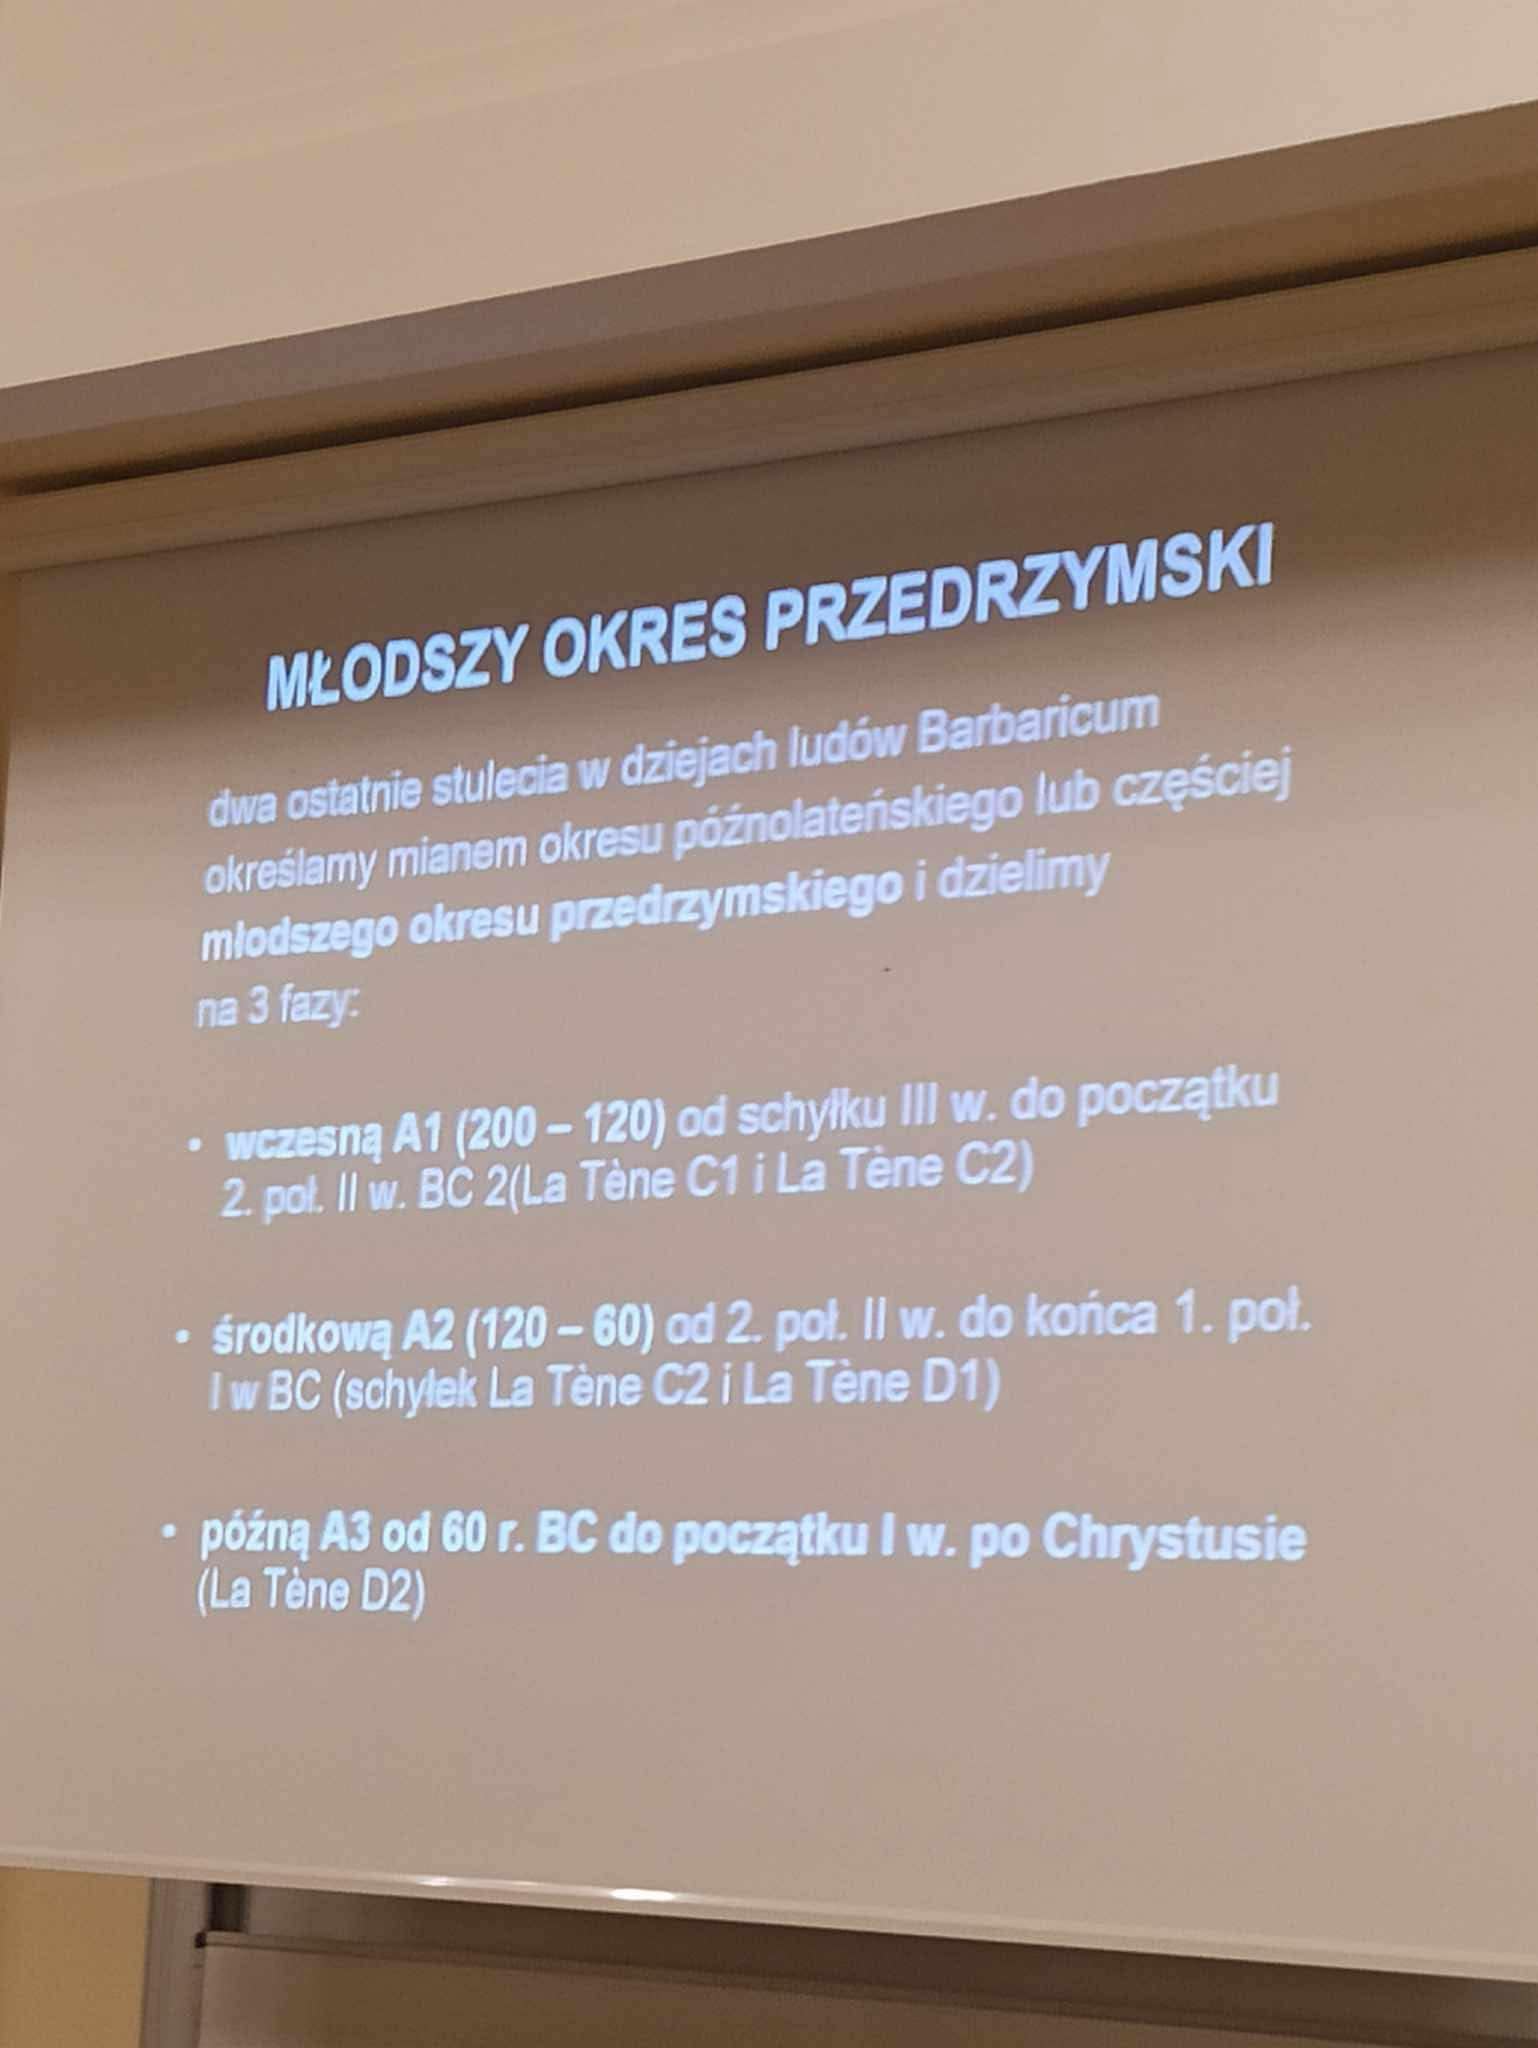 MŁODSZY OKRES PRZEDRZYMSKI
dwa ostatnie stulecia w dziejach ludów Barbaricum
określamy mianem okresu późnolateńskiego lub częściej
młodszego okresu przedrzymskiego i dzielimy
na 3 fazy:
• wczesną A1 (200 – 120) od schyłku III w. do początku
2. poł. II w. BC 2(La Tène C1 i La Tène C2)
• środkową A2 (120 – 60) od 2. poł. II w. do końca 1. poł.
I w BC (schyłek La Tène C2 i La Tène D1)
• późną A3 od 60 r. BC do początku I w. po Chrystusie
(La Tène D2)